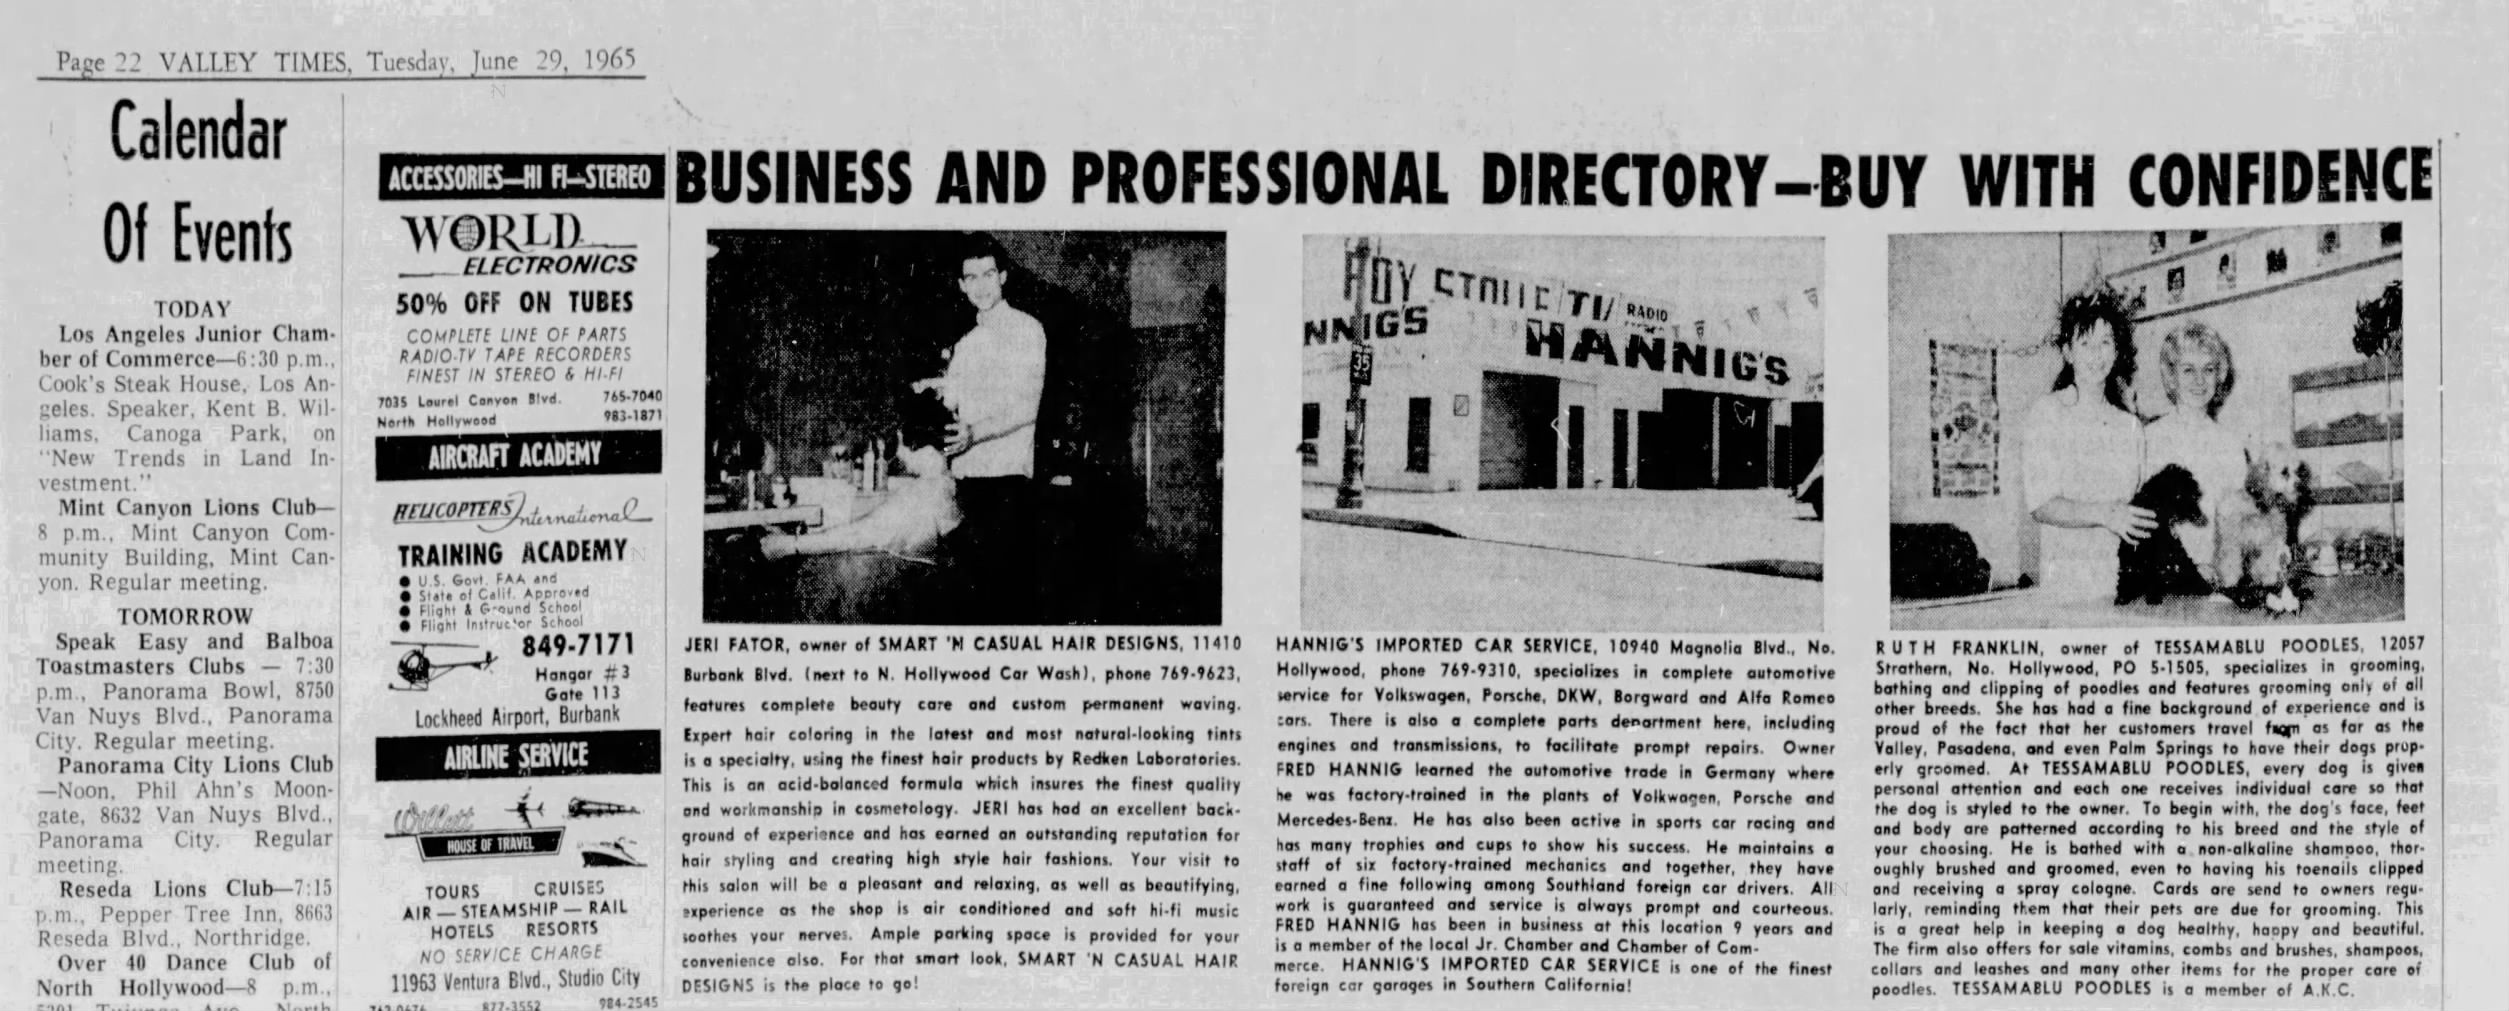 Page 22 VALLEY TIMES, Tuesday, June 29, 1965
Calendar
Of Events
TODAY
Los Angeles Junior Cham-
ber of Commerce—6:30 p.m.,
Cook's Steak House, Los An-
geles. Speaker, Kent B. Wil-
liams, Canoga Park, on
"New Trends in Land In-
vestment."
Mint Canyon Lions Club—
8 p.m., Mint Canyon Com-
munity Building, Mint Can-
yon. Regular meeting.
TOMORROW
Speak Easy and Balboa
Toastmasters Clubs — 7:30
p.m., Panorama Bowl, 8750
Van Nuys Blvd., Panorama
City. Regular meeting.
Panorama City Lions Club
—Noon, Phil Ahn's Moon-
gate, 8632 Van Nuys Blvd.,
Panorama City. Regular
meeting.
Reseda Lions Club—7:15
p.m., Pepper Tree Inn, 8663
Reseda Blvd., Northridge.
Over 40 Dance Club of
North Hollywood—8 p.m.,
ACCESSORIES—HI FI—STEREO
WORLD
ELECTRONICS
50% OFF ON TUBES
COMPLETE LINE OF PARTS
RADIO-TV TAPE RECORDERS
FINEST IN STEREO & HI-FI
7035 Laurel Canyon Blvd. 765-7040
North Hollywood 983-1871
AIRCRAFT ACADEMY
HELICOPTERS International
TRAINING ACADEMY
● U.S. Govt. FAA and
● State of Calif. Approved
● Flight & Ground School
● Flight Instructor School
849-7171
Hangar #3
Gate 113
Lockheed Airport, Burbank
AIRLINE SERVICE
Willett
HOUSE OF TRAVEL
TOURS CRUISES
AIR — STEAMSHIP — RAIL
HOTELS RESORTS
NO SERVICE CHARGE
11963 Ventura Blvd., Studio City
877-3552 984-2545
BUSINESS AND PROFESSIONAL DIRECTORY—BUY WITH CONFIDENCE
JERI FATOR, owner of SMART 'N CASUAL HAIR DESIGNS, 11410
Burbank Blvd. (next to N. Hollywood Car Wash), phone 769-9623,
features complete beauty care and custom permanent waving.
Expert hair coloring in the latest and most natural-looking tints
is a specialty, using the finest hair products by Redken Laboratories.
This is an acid-balanced formula which insures the finest quality
and workmanship in cosmetology. JERI has had an excellent back-
ground of experience and has earned an outstanding reputation for
hair styling and creating high style hair fashions. Your visit to
this salon will be a pleasant and relaxing, as well as beautifying,
experience as the shop is air conditioned and soft hi-fi music
soothes your nerves. Ample parking space is provided for your
convenience also. For that smart look, SMART 'N CASUAL HAIR
DESIGNS is the place to go!
ROY TV RADIO
NNIG'S
HANNIG'S
35
HANNIG'S IMPORTED CAR SERVICE, 10940 Magnolia Blvd., No.
Hollywood, phone 769-9310, specializes in complete automotive
service for Volkswagen, Porsche, DKW, Borgward and Alfa Romeo
cars. There is also a complete parts department here, including
engines and transmissions, to facilitate prompt repairs. Owner
FRED HANNIG learned the automotive trade in Germany where
he was factory-trained in the plants of Volkwagen, Porsche and
Mercedes-Benz. He has also been active in sports car racing and
has many trophies and cups to show his success. He maintains a
staff of six factory-trained mechanics and together, they have
earned a fine following among Southland foreign car drivers. All
work is guaranteed and service is always prompt and courteous.
FRED HANNIG has been in business at this location 9 years and
is a member of the local Jr. Chamber and Chamber of Com-
merce. HANNIG'S IMPORTED CAR SERVICE is one of the finest
foreign car garages in Southern California!
RUTH FRANKLIN, owner of TESSAMABLU POODLES, 12057
Strathern, No. Hollywood, PO 5-1505, specializes in grooming,
bathing and clipping of poodles and features grooming only of all
other breeds. She has had a fine background of experience and is
proud of the fact that her customers travel from as far as the
Valley, Pasadena, and even Palm Springs to have their dogs prop-
erly groomed. At TESSAMABLU POODLES, every dog is given
personal attention and each one receives individual care so that
the dog is styled to the owner. To begin with, the dog's face, feet
and body are patterned according to his breed and the style of
your choosing. He is bathed with a non-alkaline shampoo, thor-
oughly brushed and groomed, even to having his toenails clipped
and receiving a spray cologne. Cards are send to owners regu-
larly, reminding them that their pets are due for grooming. This
is a great help in keeping a dog healthy, happy and beautiful.
The firm also offers for sale vitamins, combs and brushes, shampoos,
collars and leashes and many other items for the proper care of
poodles. TESSAMABLU POODLES is a member of A.K.C.